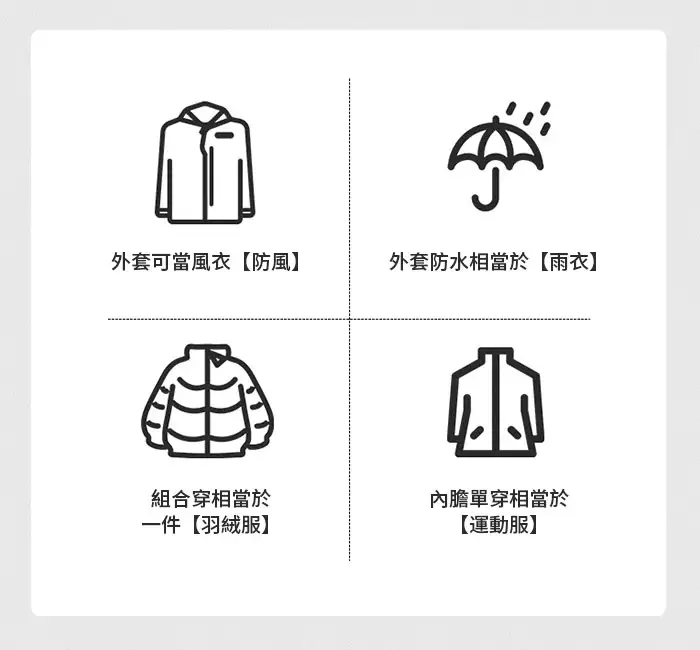 外套可當風衣【防風】
外套防水相當於【雨衣】
組合穿相當於
一件【羽絨服】
內膽單穿相當於
【運動服】